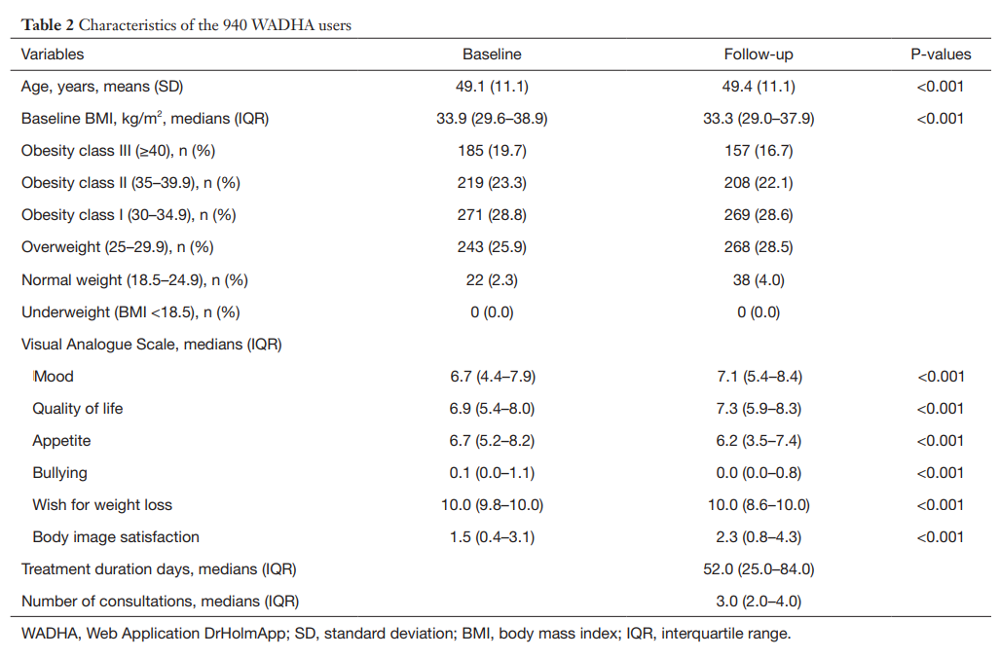 Table 2 Characteristics of the 940 WADHA users
Variables Baseline Follow-up P-values
Age, years, means (SD) 49.1 (11.1) 49.4 (11.1) <0.001
Baseline BMI, kg/m², medians (IQR) 33.9 (29.6–38.9) 33.3 (29.0–37.9) <0.001
Obesity class III (≥40), n (%) 185 (19.7) 157 (16.7)
Obesity class II (35–39.9), n (%) 219 (23.3) 208 (22.1)
Obesity class I (30–34.9), n (%) 271 (28.8) 269 (28.6)
Overweight (25–29.9), n (%) 243 (25.9) 268 (28.5)
Normal weight (18.5–24.9), n (%) 22 (2.3) 38 (4.0)
Underweight (BMI <18.5), n (%) 0 (0.0) 0 (0.0)
Visual Analogue Scale, medians (IQR)
Mood 6.7 (4.4–7.9) 7.1 (5.4–8.4) <0.001
Quality of life 6.9 (5.4–8.0) 7.3 (5.9–8.3) <0.001
Appetite 6.7 (5.2–8.2) 6.2 (3.5–7.4) <0.001
Bullying 0.1 (0.0–1.1) 0.0 (0.0–0.8) <0.001
Wish for weight loss 10.0 (9.8–10.0) 10.0 (8.6–10.0) <0.001
Body image satisfaction 1.5 (0.4–3.1) 2.3 (0.8–4.3) <0.001
Treatment duration days, medians (IQR) 52.0 (25.0–84.0)
Number of consultations, medians (IQR) 3.0 (2.0–4.0)
WADHA, Web Application DrHolmApp; SD, standard deviation; BMI, body mass index; IQR, interquartile range.